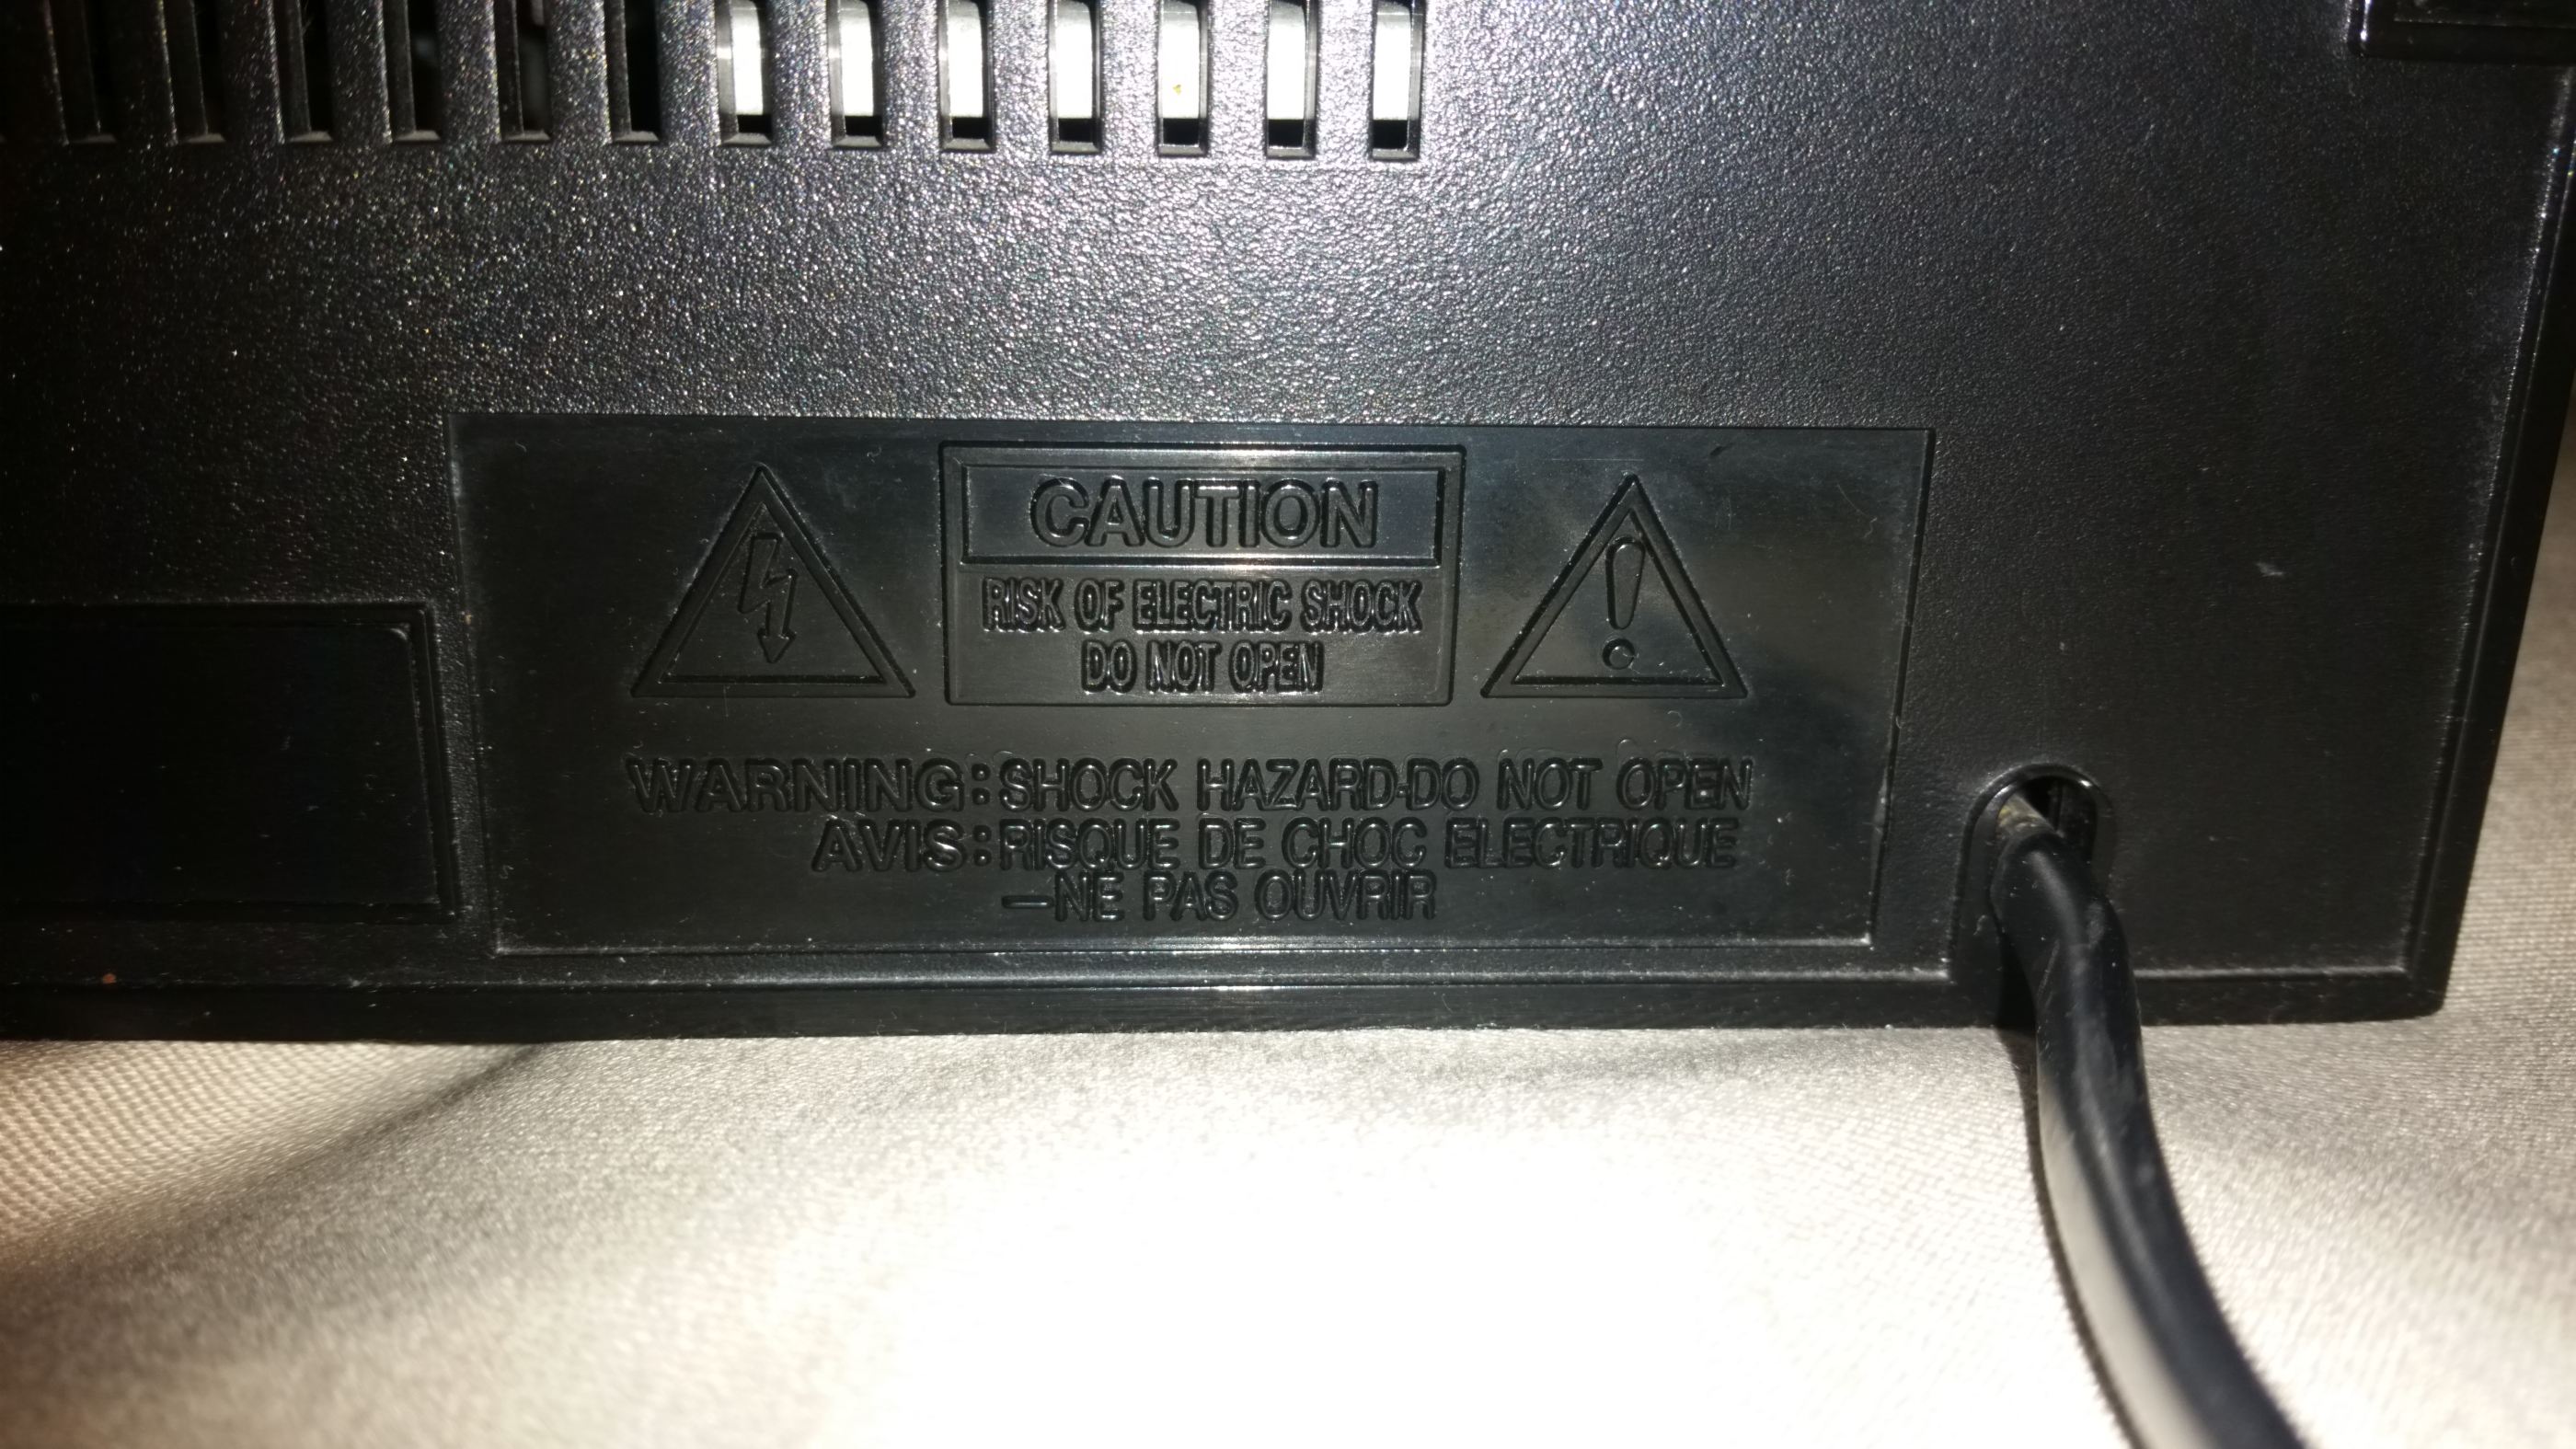 CAUTION
RISK OF ELECTRIC SHOCK
DO NOT OPEN
WARNING: SHOCK HAZARD-DO NOT OPEN
AVIS: RISQUE DE CHOC ELECTRIQUE
—NE PAS OUVRIR